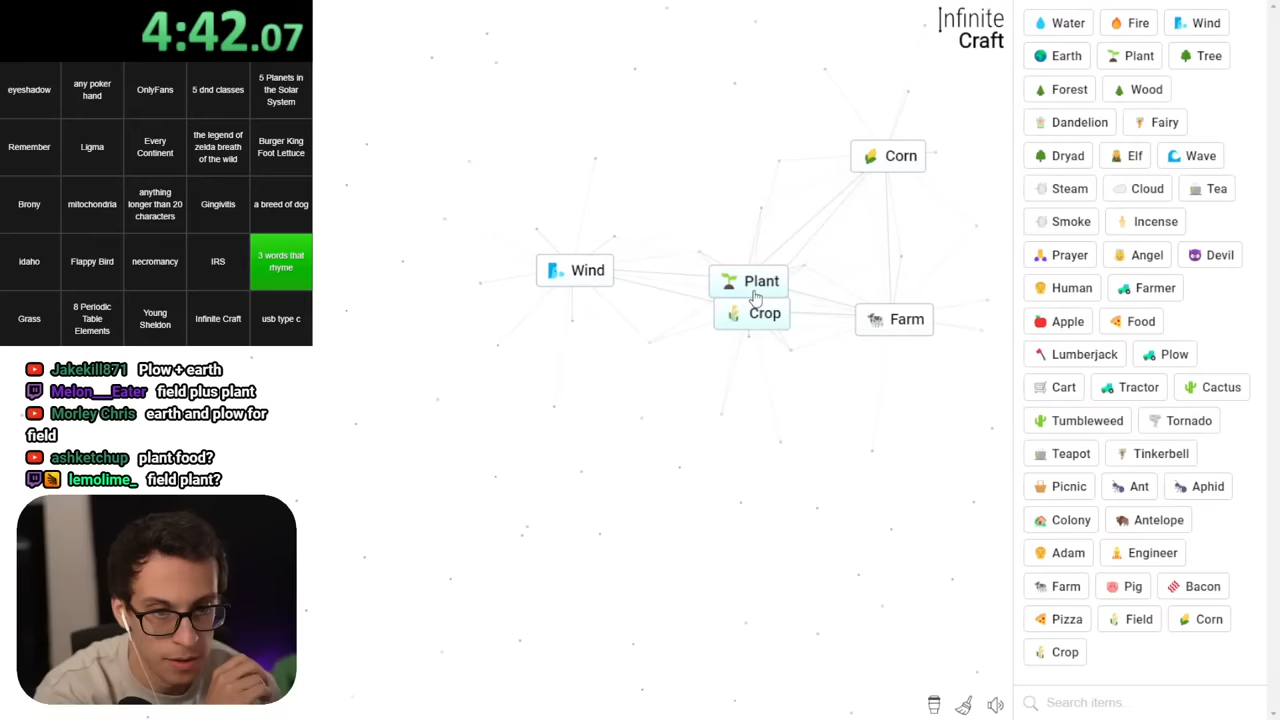 4:42.07
eyeshadow
any poker
hand
OnlyFans
5 dnd classes
5 Planets in
the Solar
System
Remember
Ligma
Every
Continent
the legend of
zelda breath
of the wild
Burger King
Foot Lettuce
Brony
mitochondria
anything
longer than 20
characters
Gingivitis
a breed of dog
idaho
Flappy Bird
necromancy
IRS
3 words that
rhyme
Grass
8 Periodic
Table
Elements
Young
Sheldon
Infinite Craft
usb type c
Jakekill871 Plow + earth
Melon___Eater field plus plant
Morley Chris earth and plow for
field
ashketchup plant food?
lemolime_ field plant?
Infinite
Craft
Corn
Wind
Plant
Crop
Farm
Water Fire Wind
Earth Plant Tree
Forest Wood
Dandelion Fairy
Dryad Elf Wave
Steam Cloud Tea
Smoke Incense
Prayer Angel Devil
Human Farmer
Apple Food
Lumberjack Plow
Cart Tractor Cactus
Tumbleweed Tornado
Teapot Tinkerbell
Picnic Ant Aphid
Colony Antelope
Adam Engineer
Farm Pig Bacon
Pizza Field Corn
Crop
Search items...